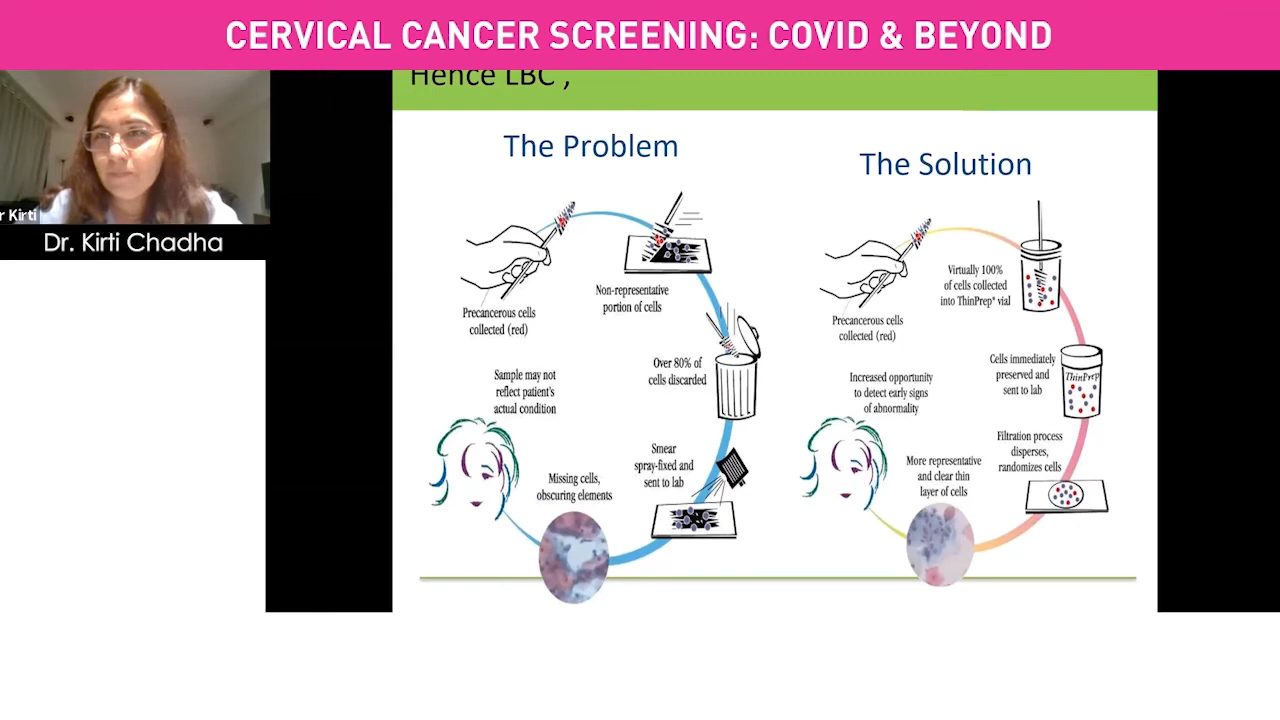 CERVICAL CANCER SCREENING: COVID & BEYOND
Hence LBC ,
r Kirti
Dr. Kirti Chadha
The Problem
Precancerous cells
collected (red)
Non-representative
portion of cells
Over 80% of
cells discarded
Smear
spray-fixed and
sent to lab
Missing cells,
obscuring elements
Sample may not
reflect patient's
actual condition
The Solution
Precancerous cells
collected (red)
Virtually 100%
of cells collected
into ThinPrep® vial
Cells immediately
preserved and
sent to lab
ThinPrep
Filtration process
disperses,
randomizes cells
More representative
and clear thin
layer of cells
Increased opportunity
to detect early signs
of abnormality